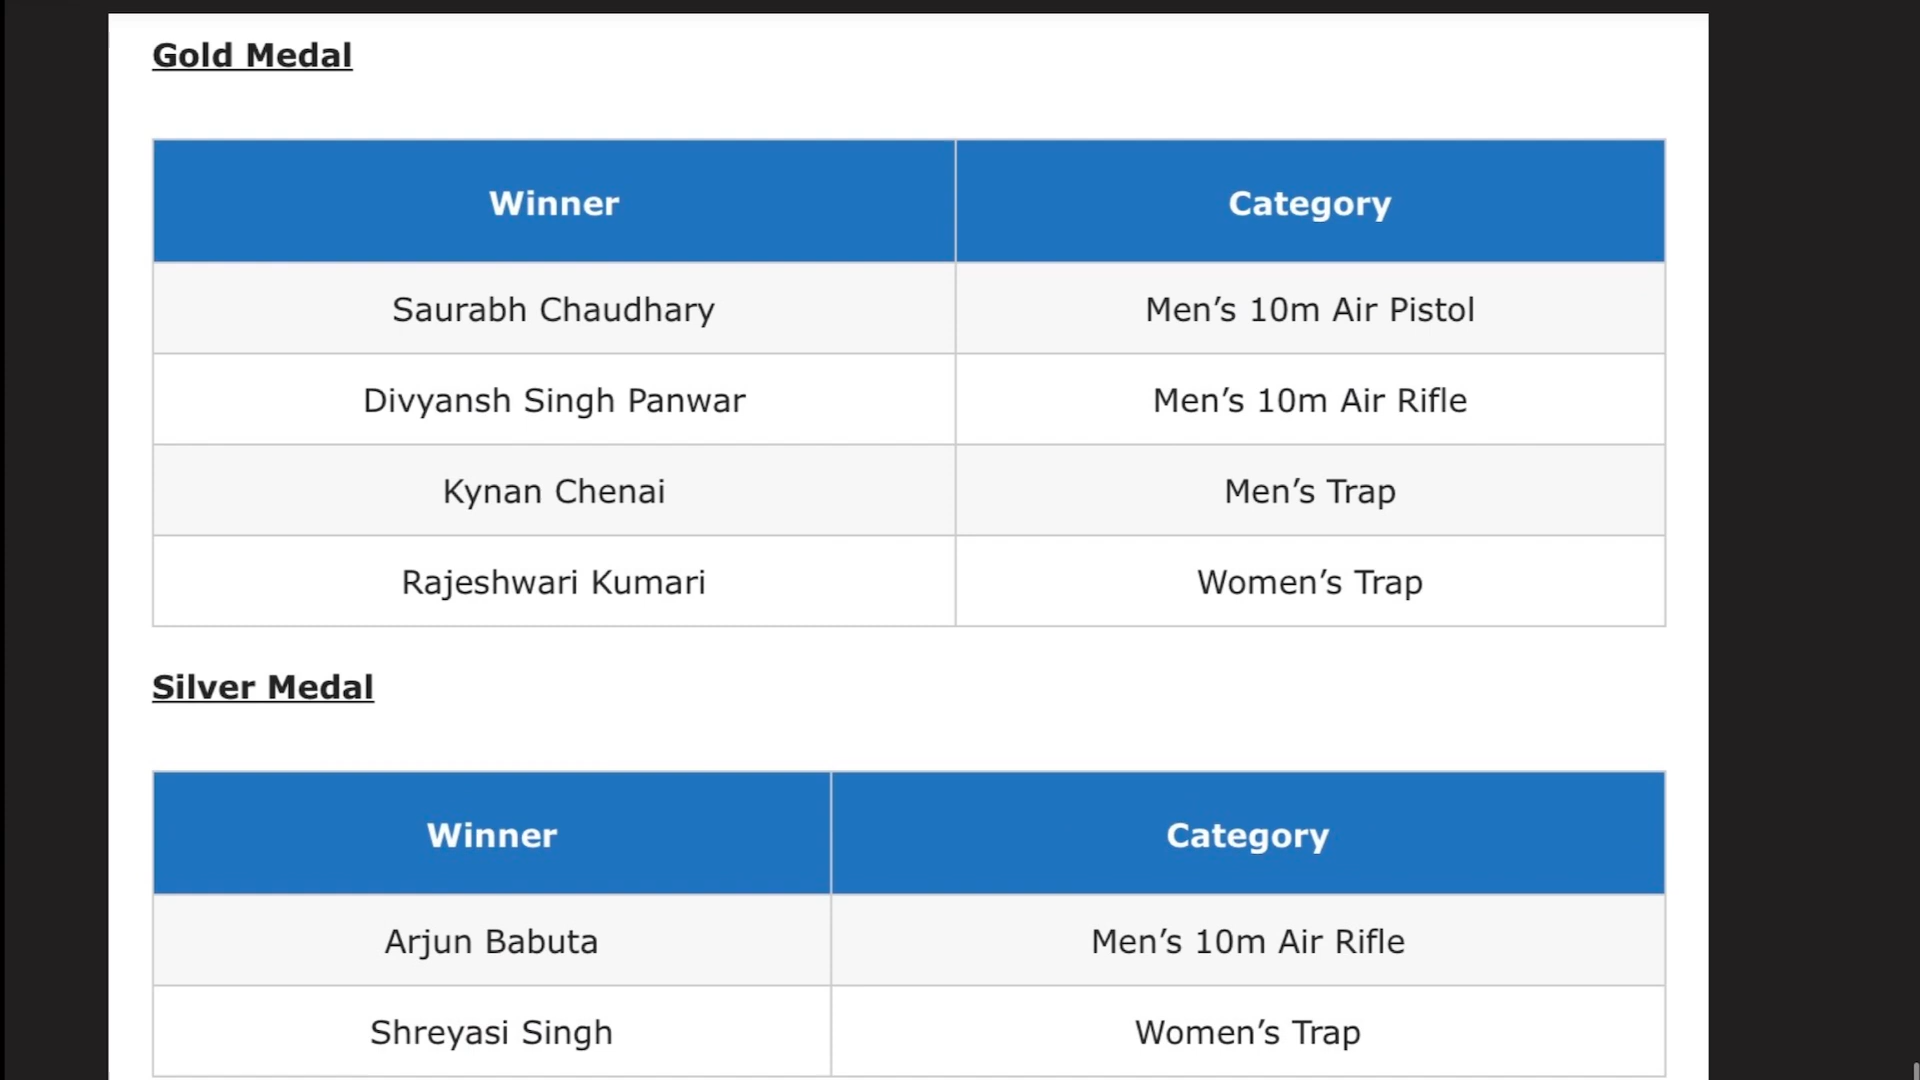 Gold Medal
Winner Category
Saurabh Chaudhary Men’s 10m Air Pistol
Divyansh Singh Panwar Men’s 10m Air Rifle
Kynan Chenai Men’s Trap
Rajeshwari Kumari Women’s Trap
Silver Medal
Winner Category
Arjun Babuta Men’s 10m Air Rifle
Shreyasi Singh Women’s Trap